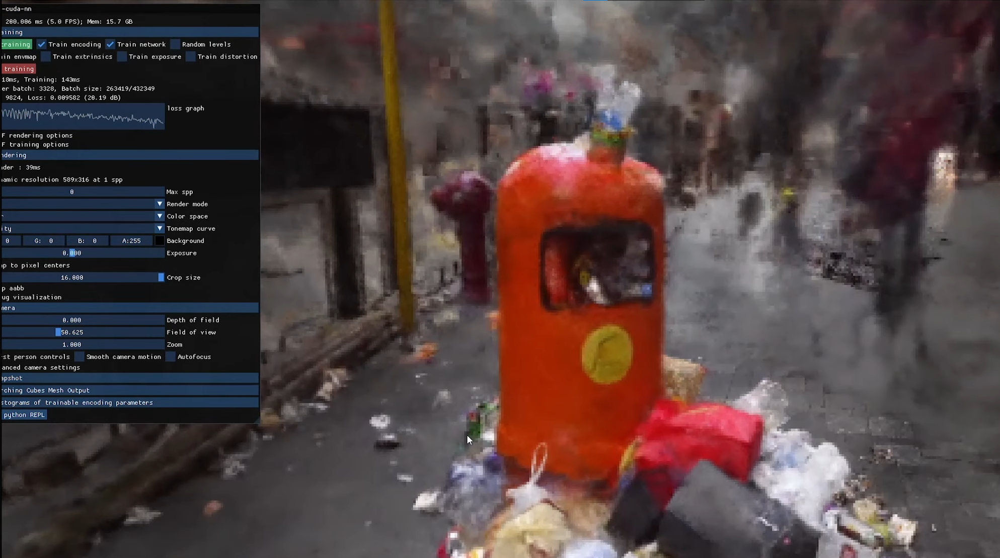 -cuda-nn
200.006 ms (5.0 FPS); Mem: 15.7 GB
aining
training Train encoding Train network Random levels
in envmap Train extrinsics Train exposure Train distortion
training
18ms, Training: 143ms
er batch: 3328, Batch size: 263419/432349
9824, Loss: 0.009582 (20.19 dB)
loss graph
F rendering options
F training options
ndering
nder : 39ms
namic resolution 589x316 at 1 spp
0 Max spp
Render mode
r Color space
ity Tonemap curve
0 G: 0 B: 0 A:255 Background
0.000 Exposure
ap to pixel centers
16.000 Crop size
p aabb
ug visualization
mera
0.000 Depth of field
50.625 Field of view
1.000 Zoom
rst person controls Smooth camera motion Autofocus
anced camera settings
apshot
rching Cubes Mesh Output
stograms of trainable encoding parameters
python REPL